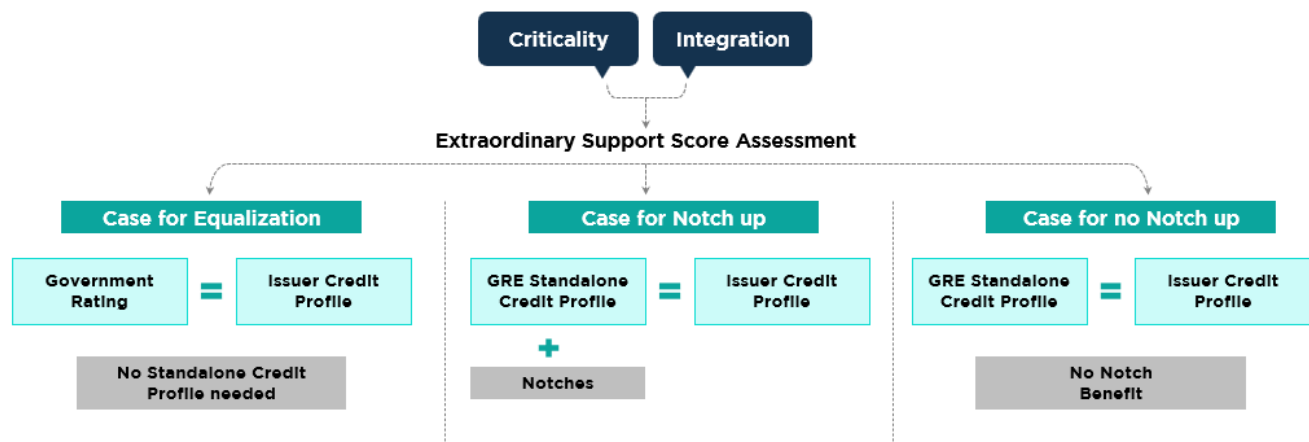 Criticality
Integration
Extraordinary Support Score Assessment
Case for Equalization
Government
Rating
=
Issuer Credit
Profile
No Standalone Credit
Profile needed
Case for Notch up
GRE Standalone
Credit Profile
=
Issuer Credit
Profile
+
Notches
Case for no Notch up
GRE Standalone
Credit Profile
=
Issuer Credit
Profile
No Notch
Benefit